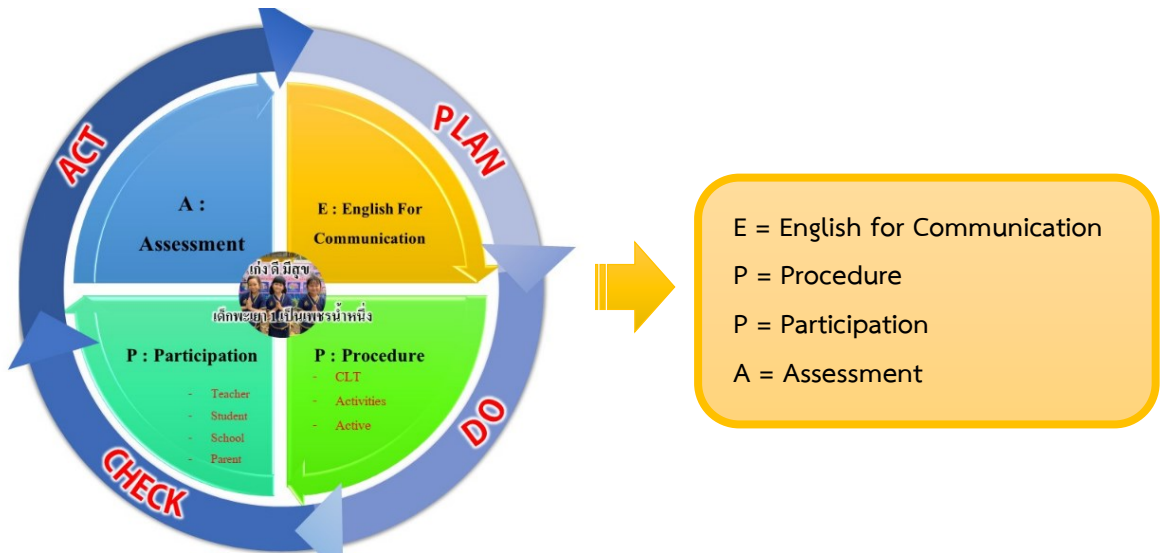 ACT
PLAN
DO
CHECK
A :
Assessment
E : English For
Communication
เก่ง ดี มีสุข
เด็กพะเยา 1 เป็นเพชรน้ำหนึ่ง
P : Participation
- Teacher
- Student
- School
- Parent
P : Procedure
- CLT
- Activities
- Active
E = English for Communication
P = Procedure
P = Participation
A = Assessment